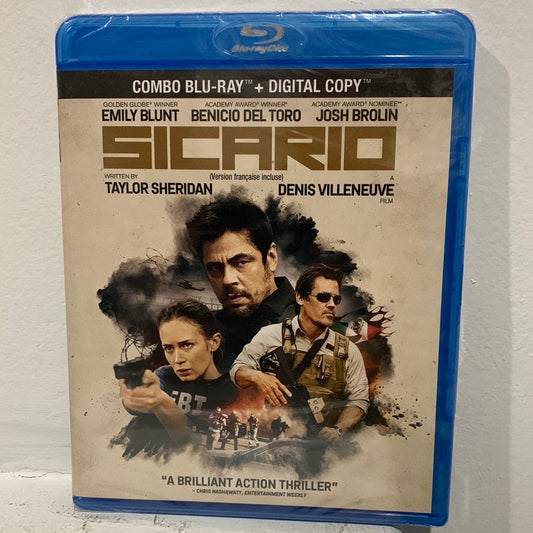 Blu-ray Disc
COMBO BLU-RAY™ + DIGITAL COPY™
GOLDEN GLOBE® WINNER ACADEMY AWARD® WINNER* ACADEMY AWARD® NOMINEE**
EMILY BLUNT BENICIO DEL TORO JOSH BROLIN
SICARIO
(Version française incluse)
WRITTEN BY A
TAYLOR SHERIDAN DENIS VILLENEUVE
FILM
FBI
"A BRILLIANT ACTION THRILLER"
– CHRIS NASHAWATY, ENTERTAINMENT WEEKLY